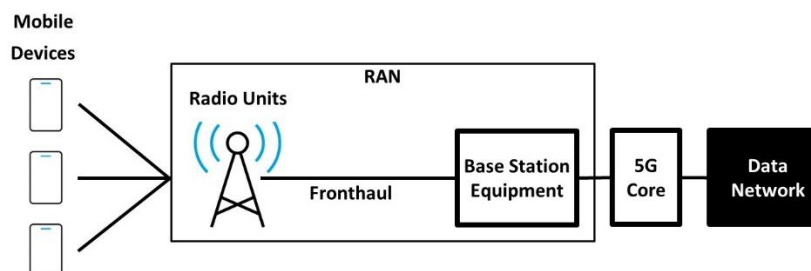 Mobile
Devices
RAN
Radio Units
Fronthaul
Base Station
Equipment
5G
Core
Data
Network